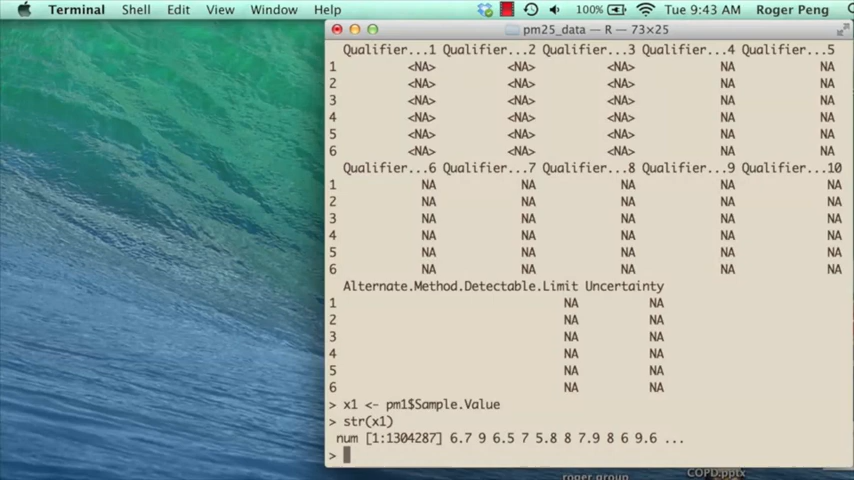 Terminal Shell Edit View Window Help 100% Tue 9:43 AM Roger Peng
pm25_data — R — 73×25
Qualifier...1 Qualifier...2 Qualifier...3 Qualifier...4 Qualifier...5
1 <NA> <NA> <NA> NA NA
2 <NA> <NA> <NA> NA NA
3 <NA> <NA> <NA> NA NA
4 <NA> <NA> <NA> NA NA
5 <NA> <NA> <NA> NA NA
6 <NA> <NA> <NA> NA NA
Qualifier...6 Qualifier...7 Qualifier...8 Qualifier...9 Qualifier...10
1 NA NA NA NA NA
2 NA NA NA NA NA
3 NA NA NA NA NA
4 NA NA NA NA NA
5 NA NA NA NA NA
6 NA NA NA NA NA
Alternate.Method.Detectable.Limit Uncertainty
1 NA NA
2 NA NA
3 NA NA
4 NA NA
5 NA NA
6 NA NA
> x1 <- pm1$Sample.Value
> str(x1)
num [1:1304287] 6.7 9 6.5 7 5.8 8 7.9 8 6 9.6 ...
>
roger.group COPD.pptx